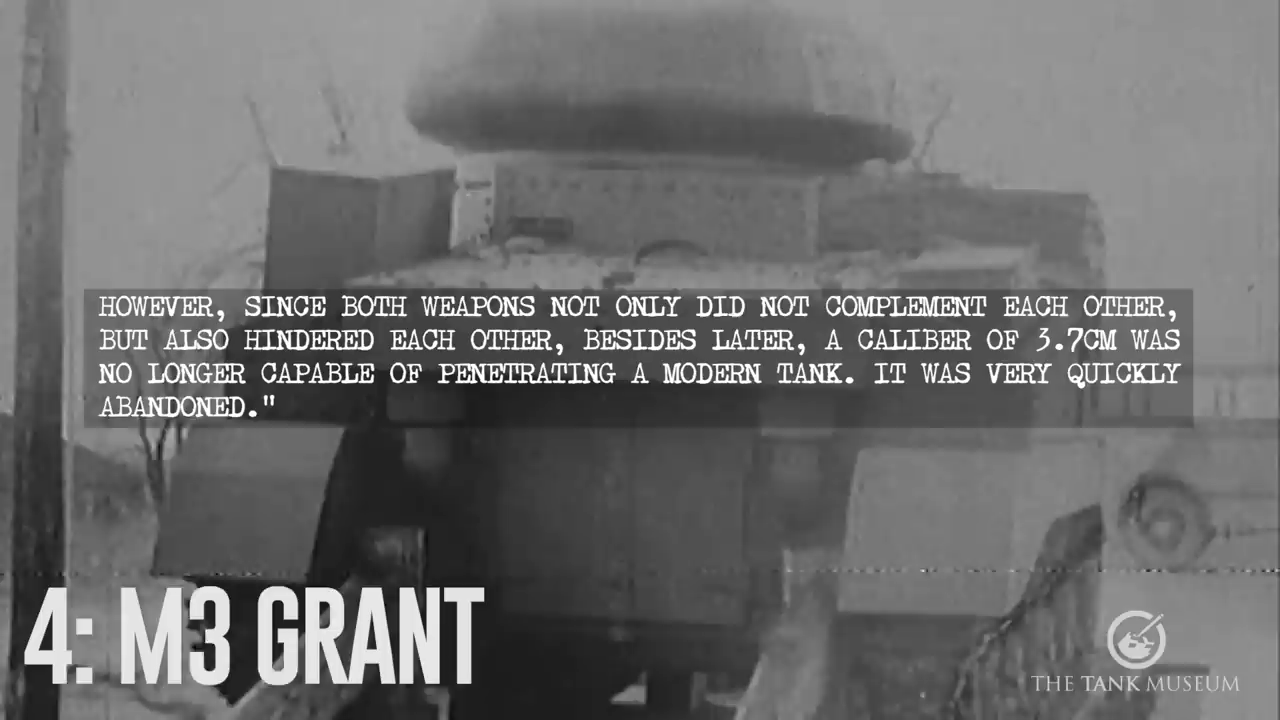 HOWEVER, SINCE BOTH WEAPONS NOT ONLY DID NOT COMPLEMENT EACH OTHER,
BUT ALSO HINDERED EACH OTHER, BESIDES LATER, A CALIBER OF 3.7CM WAS
NO LONGER CAPABLE OF PENETRATING A MODERN TANK. IT WAS VERY QUICKLY
ABANDONED."
4: M3 GRANT
THE TANK MUSEUM